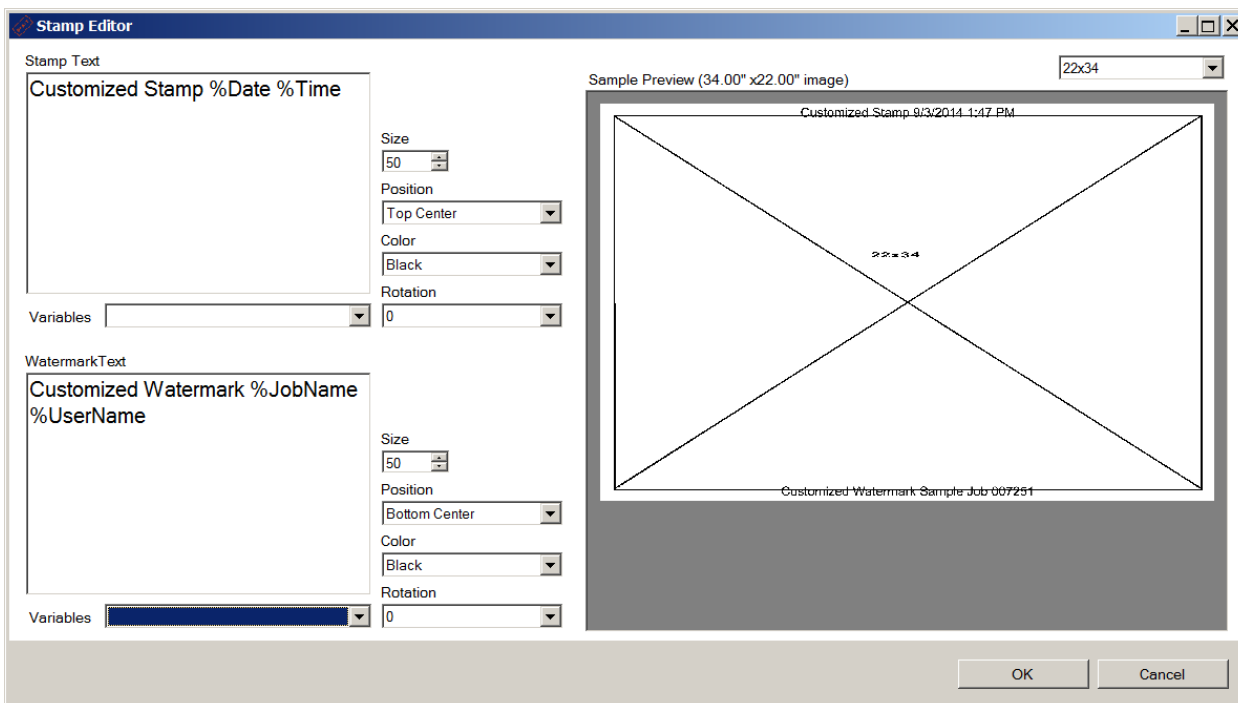 Stamp Editor
Stamp Text
Customized Stamp %Date %Time
Size
50
Position
Top Center
Color
Black
Rotation
Variables
0
WatermarkText
Customized Watermark %JobName
%UserName
Size
50
Position
Bottom Center
Color
Black
Rotation
Variables
0
22x34
Sample Preview (34.00" x22.00" image)
Customized Stamp 9/3/2014 1:47 PM
22x34
Customized Watermark Sample Job 007251
OK
Cancel